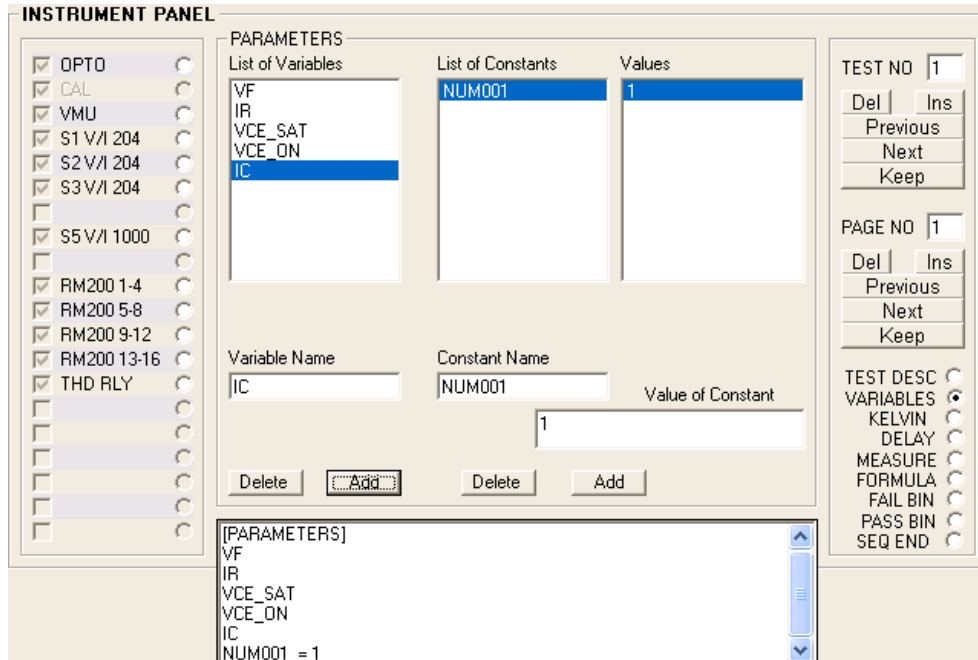 INSTRUMENT PANEL
OPTO
CAL
VMU
S1 V/I 204
S2 V/I 204
S3 V/I 204
S5 V/I 1000
RM200 1-4
RM200 5-8
RM200 9-12
RM200 13-16
THD RLY
PARAMETERS
List of Variables
VF
IR
VCE_SAT
VCE_ON
IC
List of Constants
NUM001
Values
1
Variable Name
IC
Constant Name
NUM001
Value of Constant
1
Delete
Add
Delete
Add
[PARAMETERS]
VF
IR
VCE_SAT
VCE_ON
IC
NUM001 = 1
TEST NO 1
Del Ins
Previous
Next
Keep
PAGE NO 1
Del Ins
Previous
Next
Keep
TEST DESC
VARIABLES
KELVIN
DELAY
MEASURE
FORMULA
FAIL BIN
PASS BIN
SEQ END